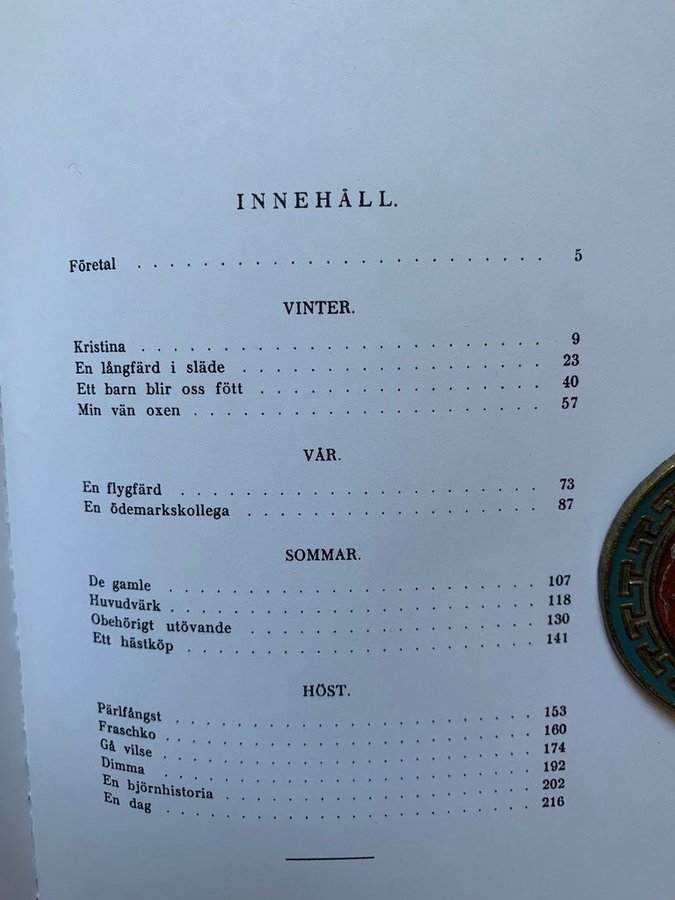 INNEHÅLL.
Företal . . . . . . . . . . . . . . . . . . . . . . . 5
VINTER.
Kristina . . . . . . . . . . . . . . . . . . . . . . . 9
En långfärd i släde . . . . . . . . . . . . . . . . 23
Ett barn blir oss fött . . . . . . . . . . . . . . . 40
Min vän oxen . . . . . . . . . . . . . . . . . . . 57
VÅR.
En flygfärd . . . . . . . . . . . . . . . . . . . . 73
En ödemarkskollega . . . . . . . . . . . . . . . 87
SOMMAR.
De gamle . . . . . . . . . . . . . . . . . . . . 107
Huvudvärk . . . . . . . . . . . . . . . . . . . . 118
Obehörigt utövande . . . . . . . . . . . . . . . 130
Ett hästköp . . . . . . . . . . . . . . . . . . . 141
HÖST.
Pärlfångst . . . . . . . . . . . . . . . . . . . . 153
Fraschko . . . . . . . . . . . . . . . . . . . . 160
Gå vilse . . . . . . . . . . . . . . . . . . . . 174
Dimma . . . . . . . . . . . . . . . . . . . . . 192
En björnhistoria . . . . . . . . . . . . . . . . . 202
En dag . . . . . . . . . . . . . . . . . . . . . 216